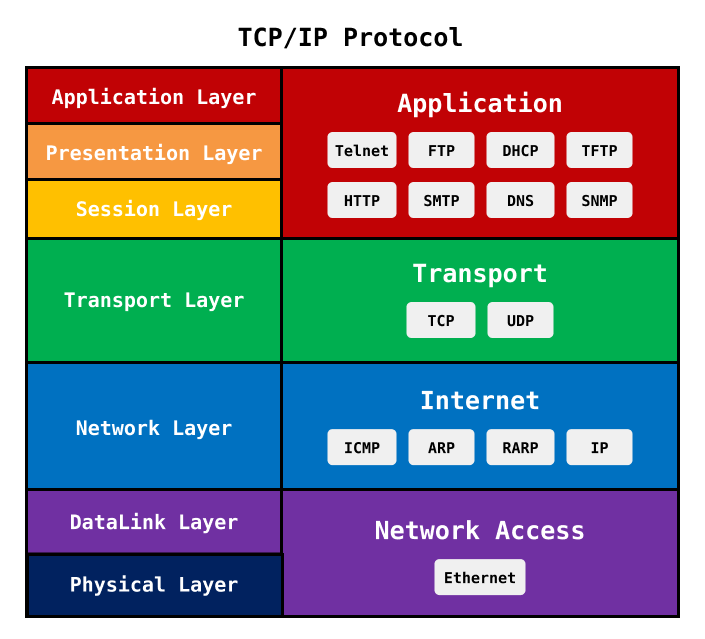 TCP/IP Protocol
Application Layer
Presentation Layer
Session Layer
Application
Telnet FTP DHCP TFTP
HTTP SMTP DNS SNMP
Transport Layer
Transport
TCP UDP
Network Layer
Internet
ICMP ARP RARP IP
DataLink Layer
Physical Layer
Network Access
Ethernet